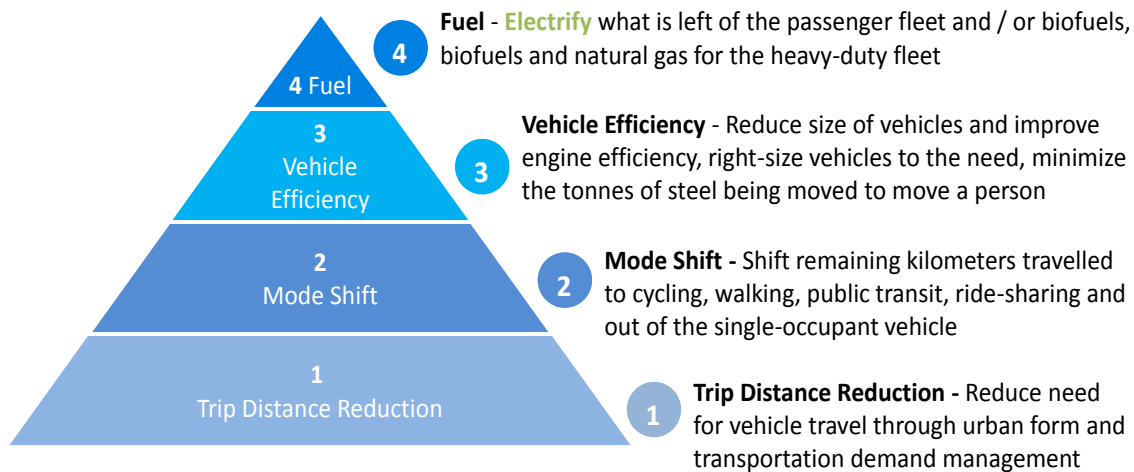 Fuel - Electrify what is left of the passenger fleet and / or biofuels,
biofuels and natural gas for the heavy-duty fleet
4
4 Fuel
Vehicle Efficiency - Reduce size of vehicles and improve
engine efficiency, right-size vehicles to the need, minimize
the tonnes of steel being moved to move a person
3
3
Vehicle
Efficiency
Mode Shift - Shift remaining kilometers travelled
to cycling, walking, public transit, ride-sharing and
out of the single-occupant vehicle
2
2
Mode Shift
Trip Distance Reduction - Reduce need
for vehicle travel through urban form and
transportation demand management
1
1
Trip Distance Reduction